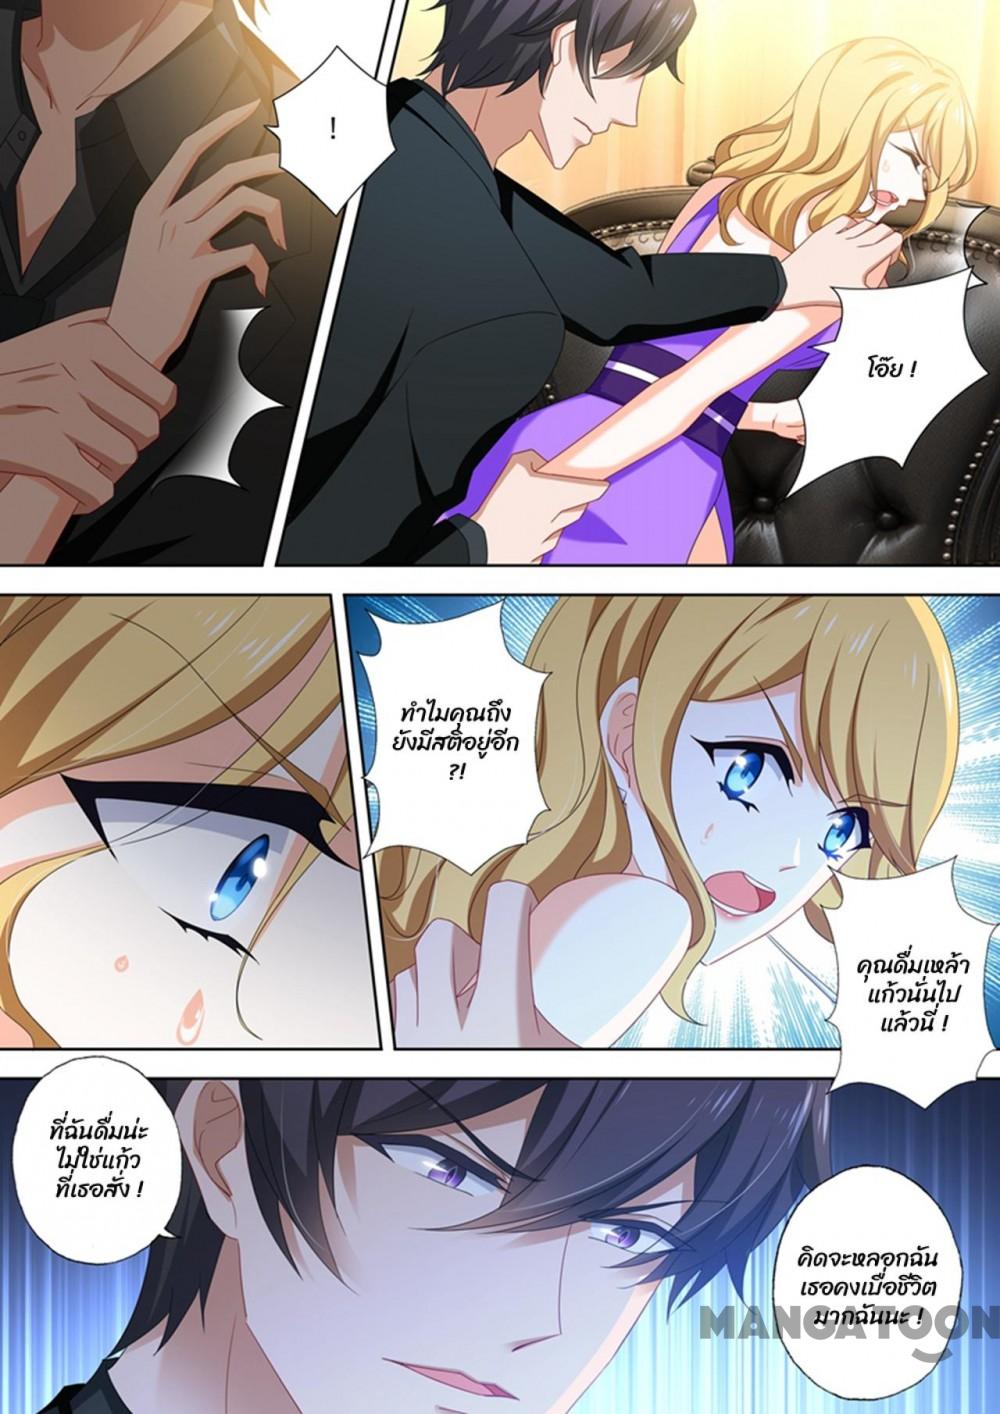 !
โอ๊ย !
ทำไมคุณถึง
ยังมีสติอยู่อีก
?!
คุณดื่มเหล้า
แก้วนั่นไป
แล้วนี่ !
ที่ฉันดื่มน่ะ
ไม่ใช่แก้ว
ที่เธอสั่ง !
คิดจะหลอกฉัน
เธอคงเบื่อชีวิต
มากฉันนะ !
MANGATOON